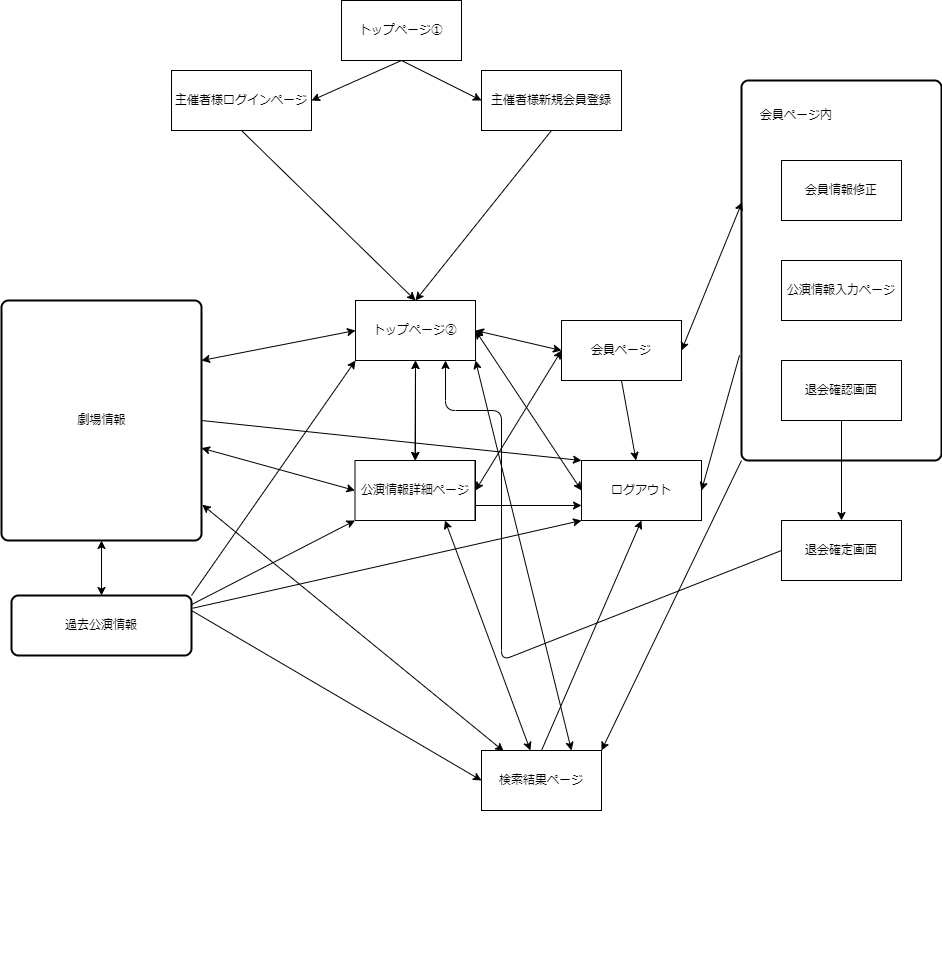 トップページ①
主催者様ログインページ
主催者様新規会員登録
会員ページ内
会員情報修正
公演情報入力ページ
トップページ②
会員ページ
退会確認画面
劇場情報
公演情報詳細ページ
ログアウト
退会確定画面
過去公演情報
検索結果ページ